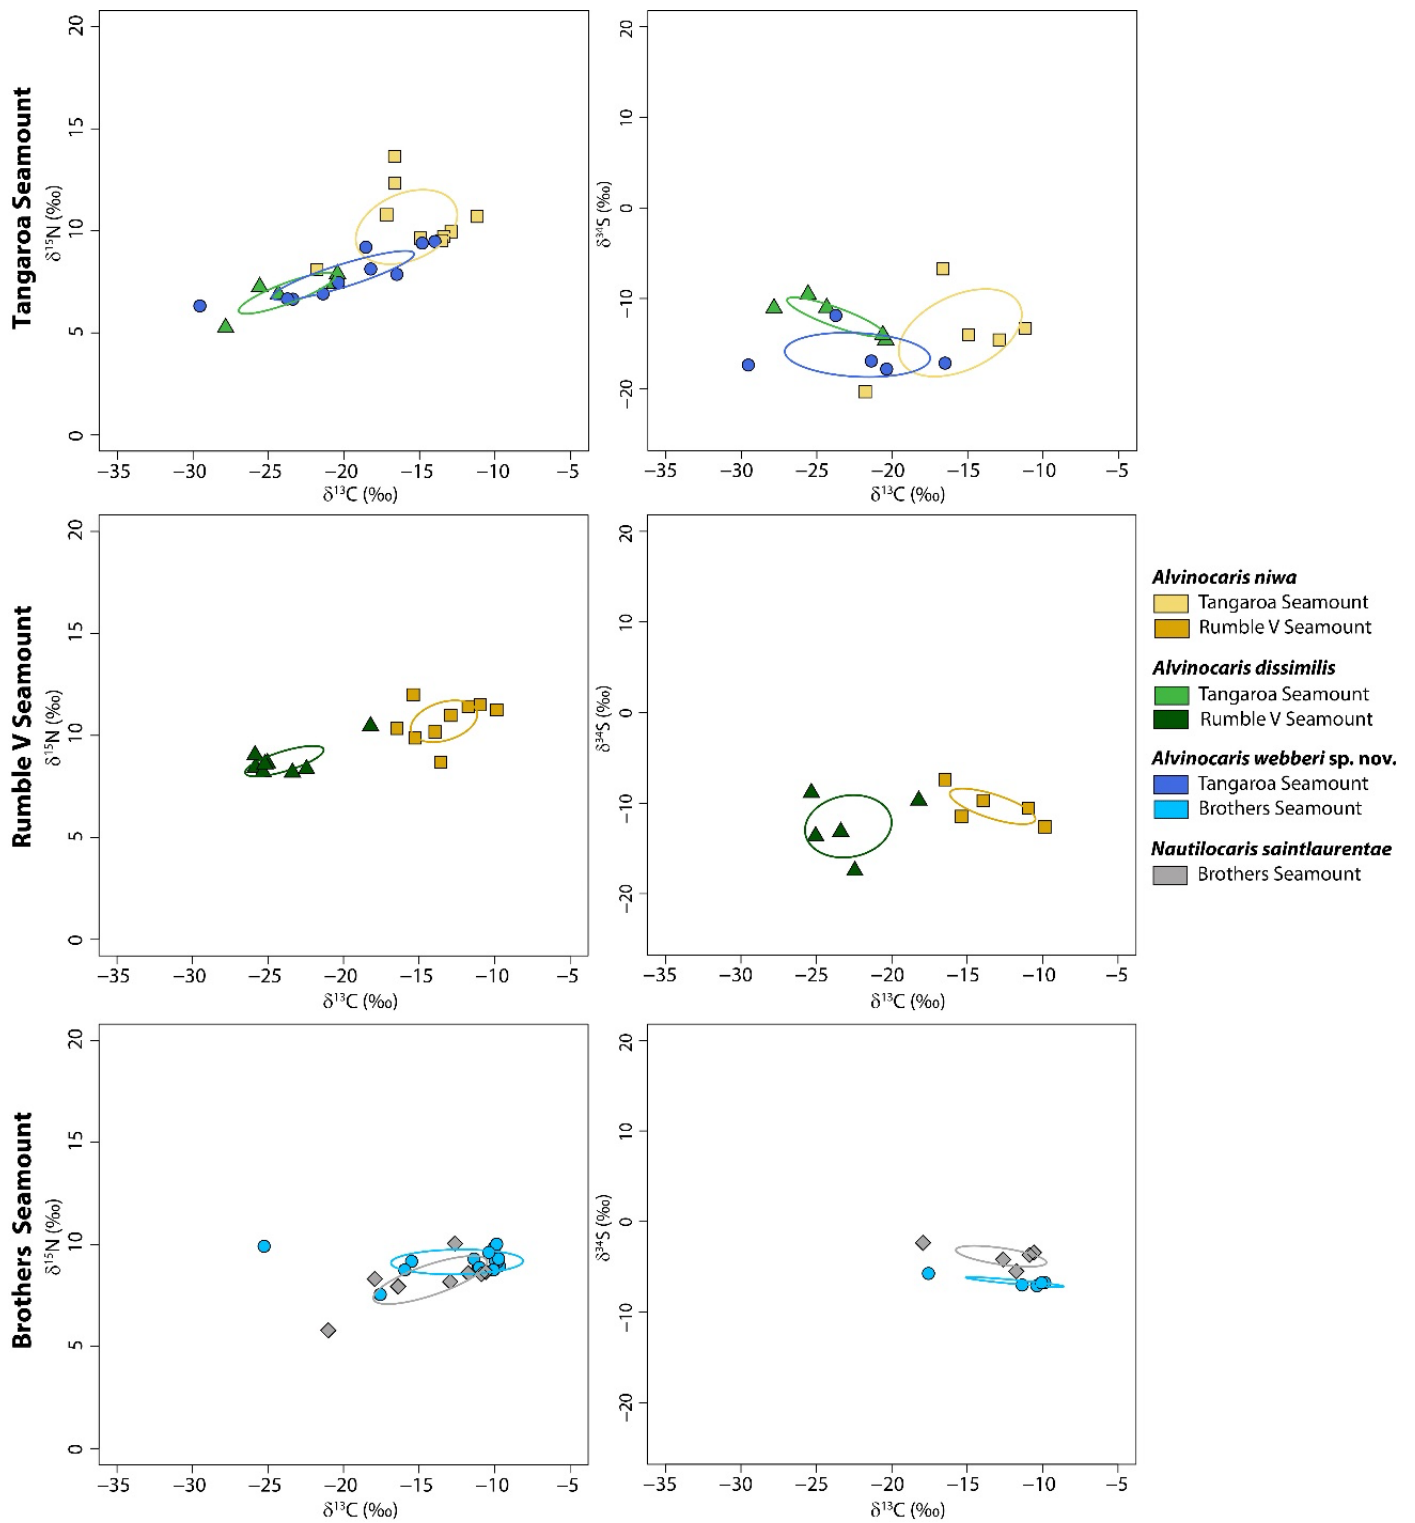 Tangaroa Seamount
δ¹⁵N (‰)
20
15
10
5
0
−35 −30 −25 −20 −15 −10 −5
δ¹³C (‰)
δ³⁴S (‰)
20
10
0
−10
−20
−35 −30 −25 −20 −15 −10 −5
δ¹³C (‰)
Rumble V Seamount
δ¹⁵N (‰)
20
15
10
5
0
−35 −30 −25 −20 −15 −10 −5
δ¹³C (‰)
δ³⁴S (‰)
20
10
0
−10
−20
−35 −30 −25 −20 −15 −10 −5
δ¹³C (‰)
Alvinocaris niwa
Tangaroa Seamount
Rumble V Seamount
Alvinocaris dissimilis
Tangaroa Seamount
Rumble V Seamount
Alvinocaris webberi sp. nov.
Tangaroa Seamount
Brothers Seamount
Nautilocaris saintlaurentae
Brothers Seamount
Brothers Seamount
δ¹⁵N (‰)
20
15
10
5
0
−35 −30 −25 −20 −15 −10 −5
δ¹³C (‰)
δ³⁴S (‰)
20
10
0
−10
−20
−35 −30 −25 −20 −15 −10 −5
δ¹³C (‰)